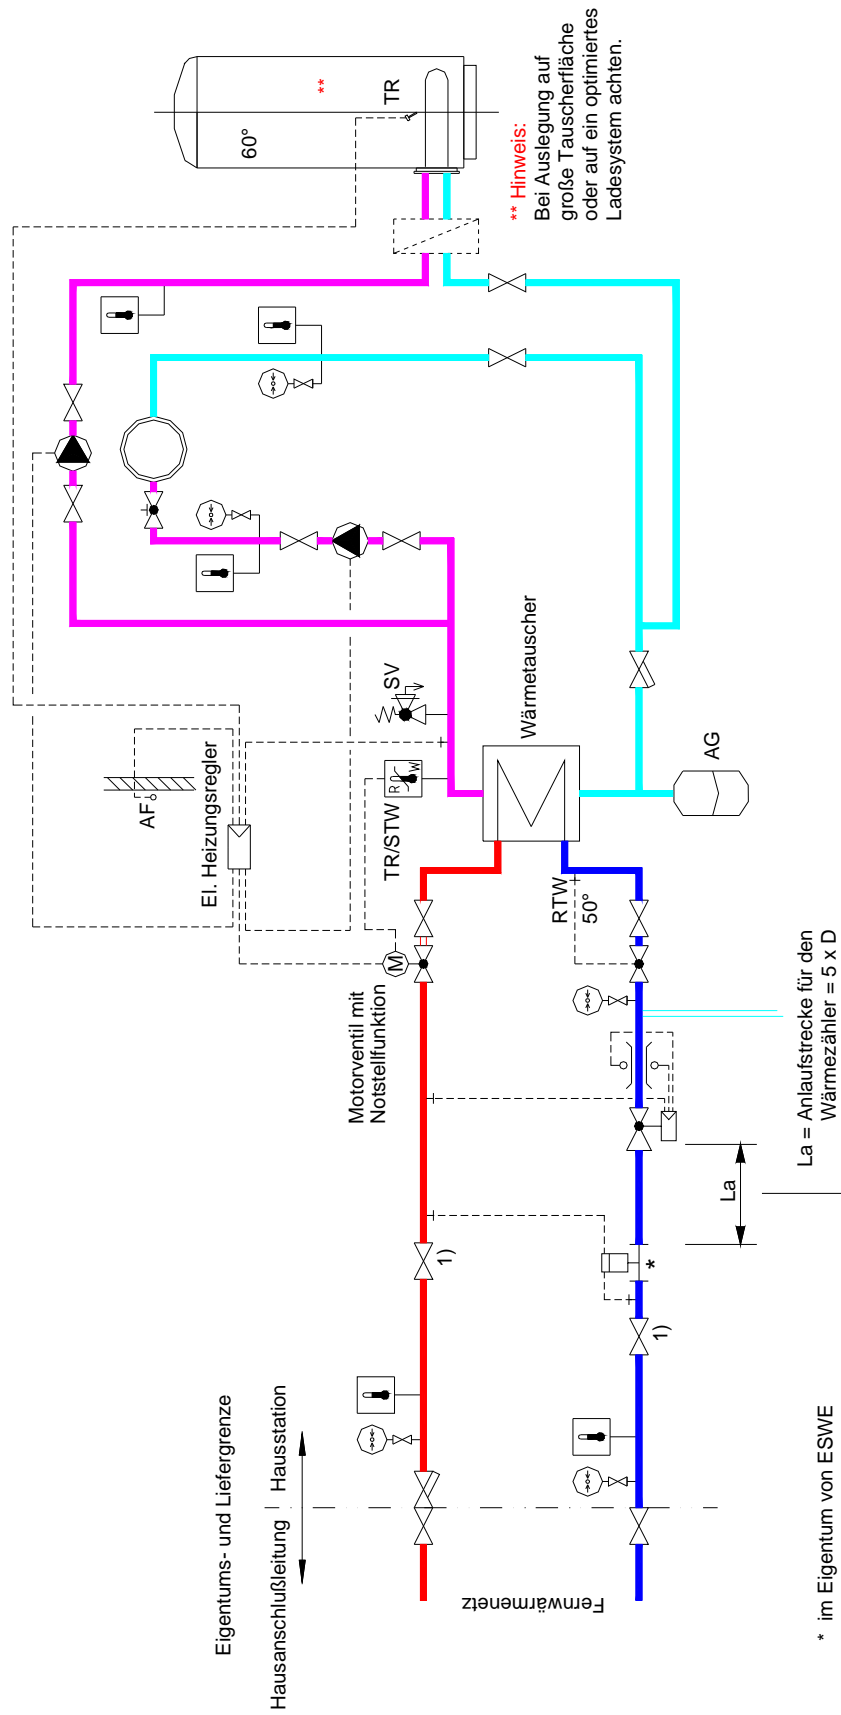 Eigentums- und Liefergrenze
Hausanschlußleitung
Hausstation
Fernwärmenetz
* im Eigentum von ESWE
1)
1)
*
La
La = Anlaufstrecke für den
Wärmezähler = 5 x D
Motorventil mit
Notstellfunktion
M
RTW
50°
TR/STW
R
W
SV
El. Heizungsregler
AF
Wärmetauscher
AG
60°
**
TR
** Hinweis:
Bei Auslegung auf
große Tauscherfläche
oder auf ein optimiertes
Ladesystem achten.